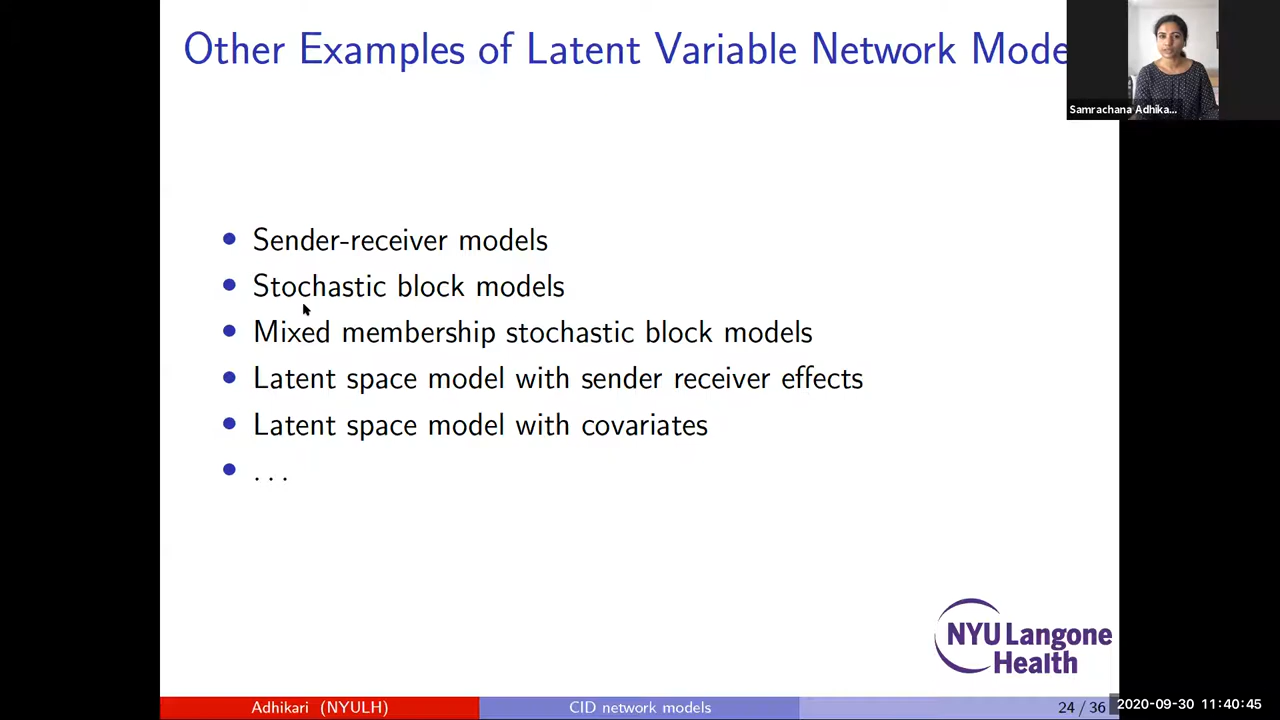 Other Examples of Latent Variable Network Mode
Samrachana Adhika...
• Sender-receiver models
• Stochastic block models
• Mixed membership stochastic block models
• Latent space model with sender receiver effects
• Latent space model with covariates
• . . .
NYU Langone
Health
Adhikari (NYULH) CID network models 24 / 36 2020-09-30 11:40:45